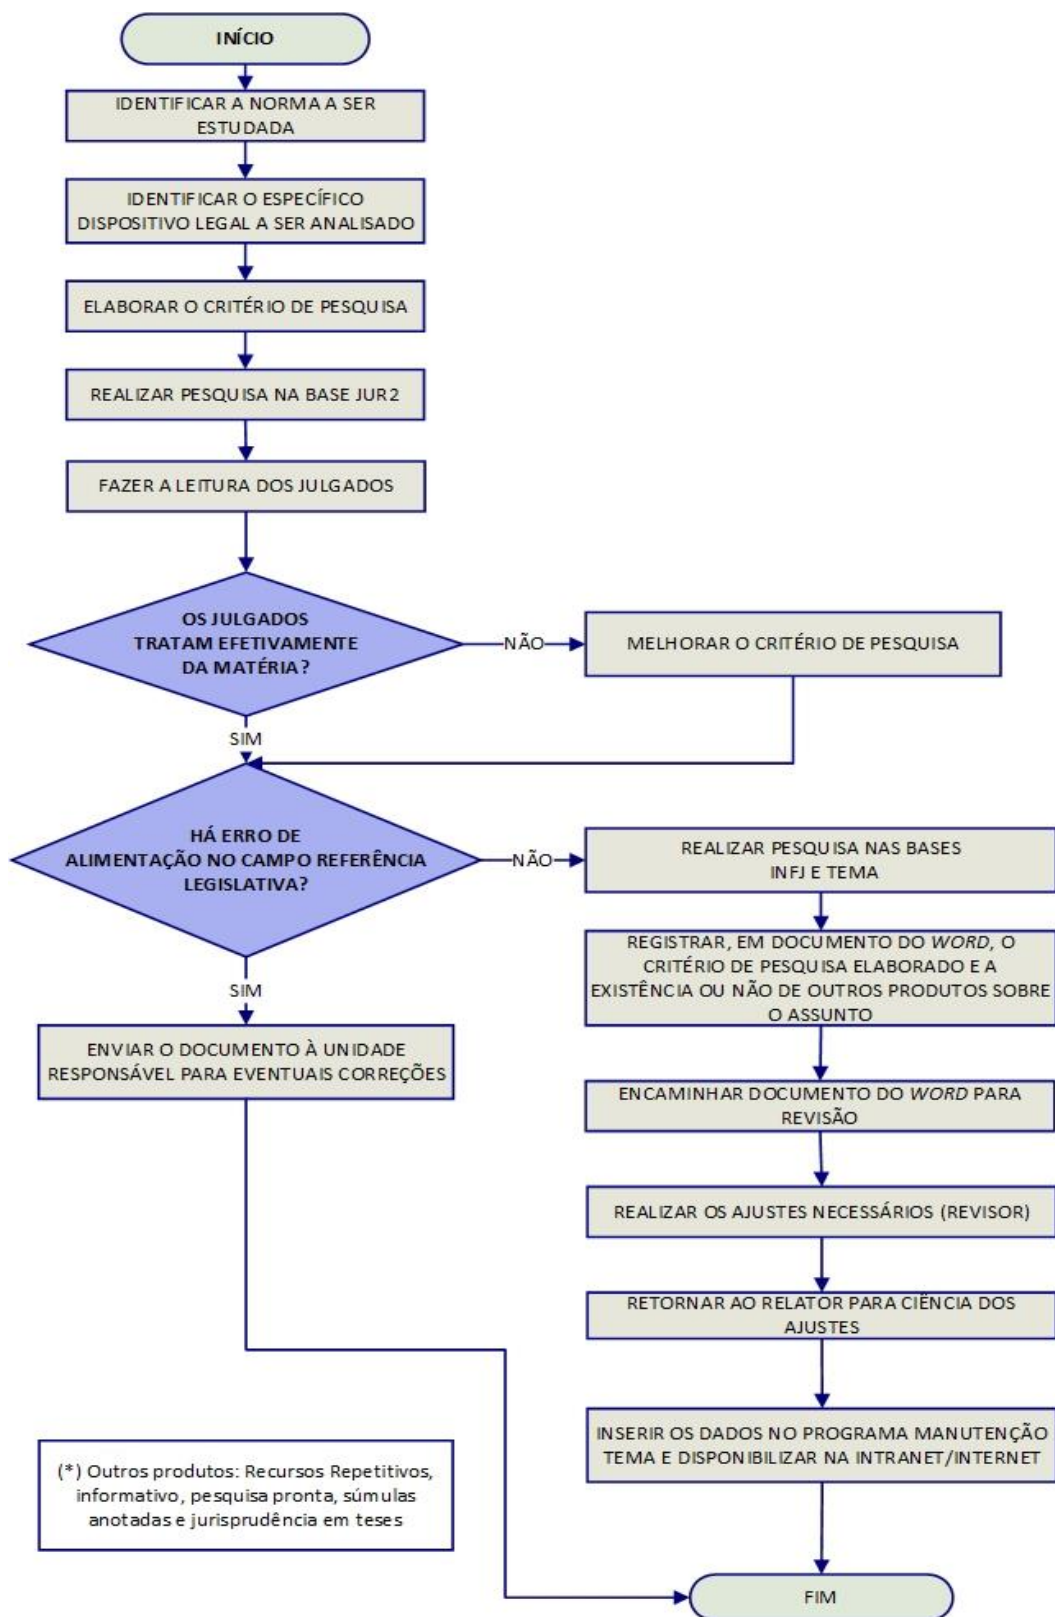 INÍCIO
IDENTIFICAR A NORMA A SER
ESTUDADA
IDENTIFICAR O ESPECÍFICO
DISPOSITIVO LEGAL A SER ANALISADO
ELABORAR O CRITÉRIO DE PESQUISA
REALIZAR PESQUISA NA BASE JUR2
FAZER A LEITURA DOS JULGADOS
OS JULGADOS
TRATAM EFETIVAMENTE
DA MATÉRIA?
NÃO
MELHORAR O CRITÉRIO DE PESQUISA
SIM
HÁ ERRO DE
ALIMENTAÇÃO NO CAMPO REFERÊNCIA
LEGISLATIVA?
NÃO
REALIZAR PESQUISA NAS BASES
INFJ E TEMA
REGISTRAR, EM DOCUMENTO DO WORD, O
CRITÉRIO DE PESQUISA ELABORADO E A
EXISTÊNCIA OU NÃO DE OUTROS PRODUTOS SOBRE
O ASSUNTO
SIM
ENVIAR O DOCUMENTO À UNIDADE
RESPONSÁVEL PARA EVENTUAIS CORREÇÕES
ENCAMINHAR DOCUMENTO DO WORD PARA
REVISÃO
REALIZAR OS AJUSTES NECESSÁRIOS (REVISOR)
RETORNAR AO RELATOR PARA CIÊNCIA DOS
AJUSTES
INSERIR OS DADOS NO PROGRAMA MANUTENÇÃO
TEMA E DISPONIBILIZAR NA INTRANET/INTERNET
(*) Outros produtos: Recursos Repetitivos,
informativo, pesquisa pronta, súmulas
anotadas e jurisprudência em teses
FIM